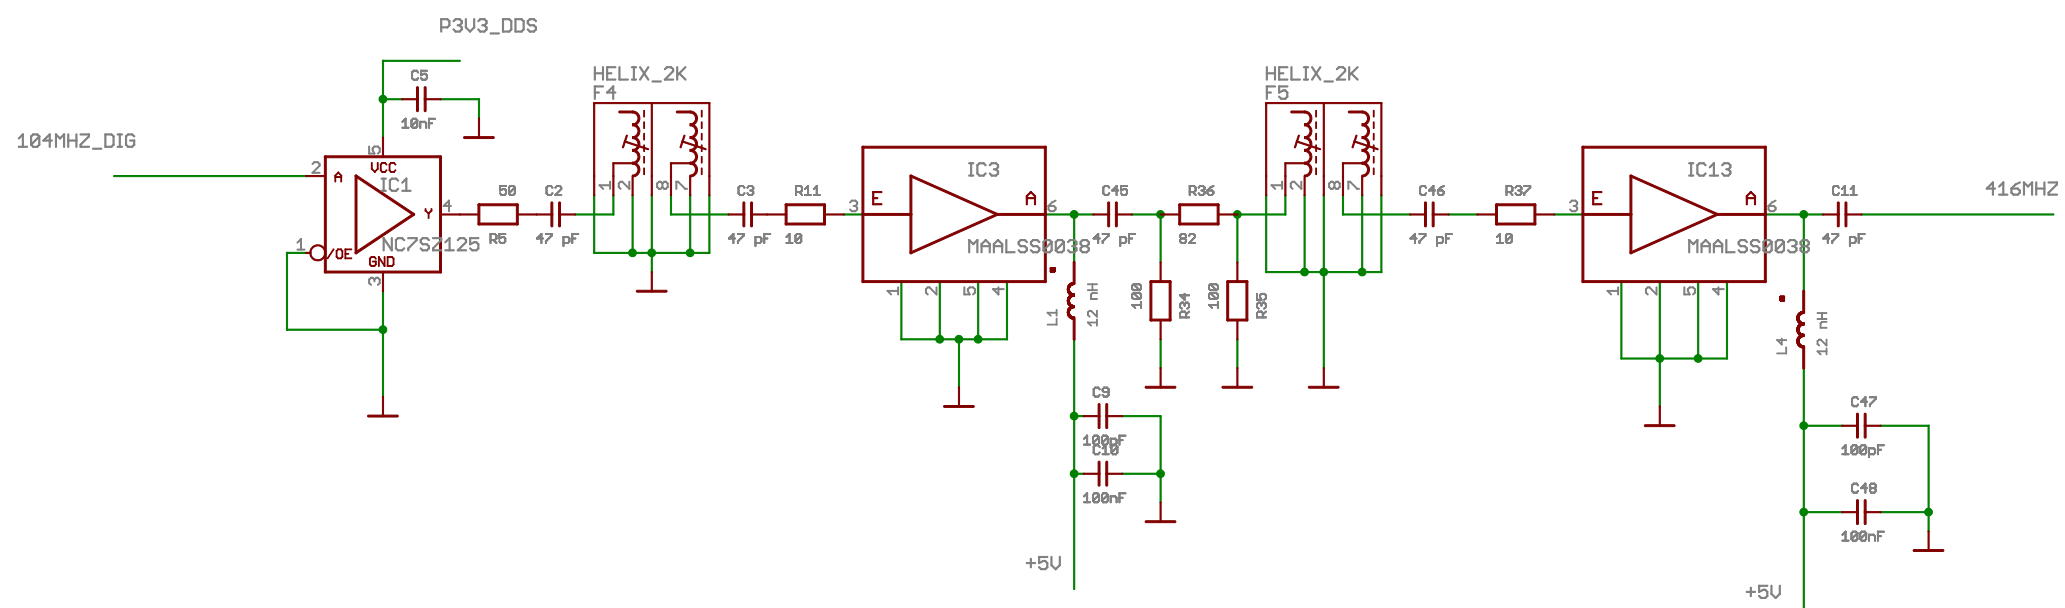 P3V3_DDS
C5
10nF
104MHZ_DIG
2
A
5
VCC
IC1
Y
4
1
/OE
NC7SZ125
GND
3
50
R5
C2
47 pF
HELIX_2K
F4
1
2
8
7
C3
47 pF
R11
10
3
E
IC3
A
6
MAALSS0038
1
2
5
4
C45
47 pF
R36
82
L1
12 nH
100
R34
100
R35
C9
100pF
C10
100nF
+5V
HELIX_2K
F5
1
2
8
7
C46
47 pF
R37
10
3
E
IC13
A
6
MAALSS0038
1
2
5
4
C11
47 pF
416MHZ
L4
12 nH
C47
100pF
C48
100nF
+5V